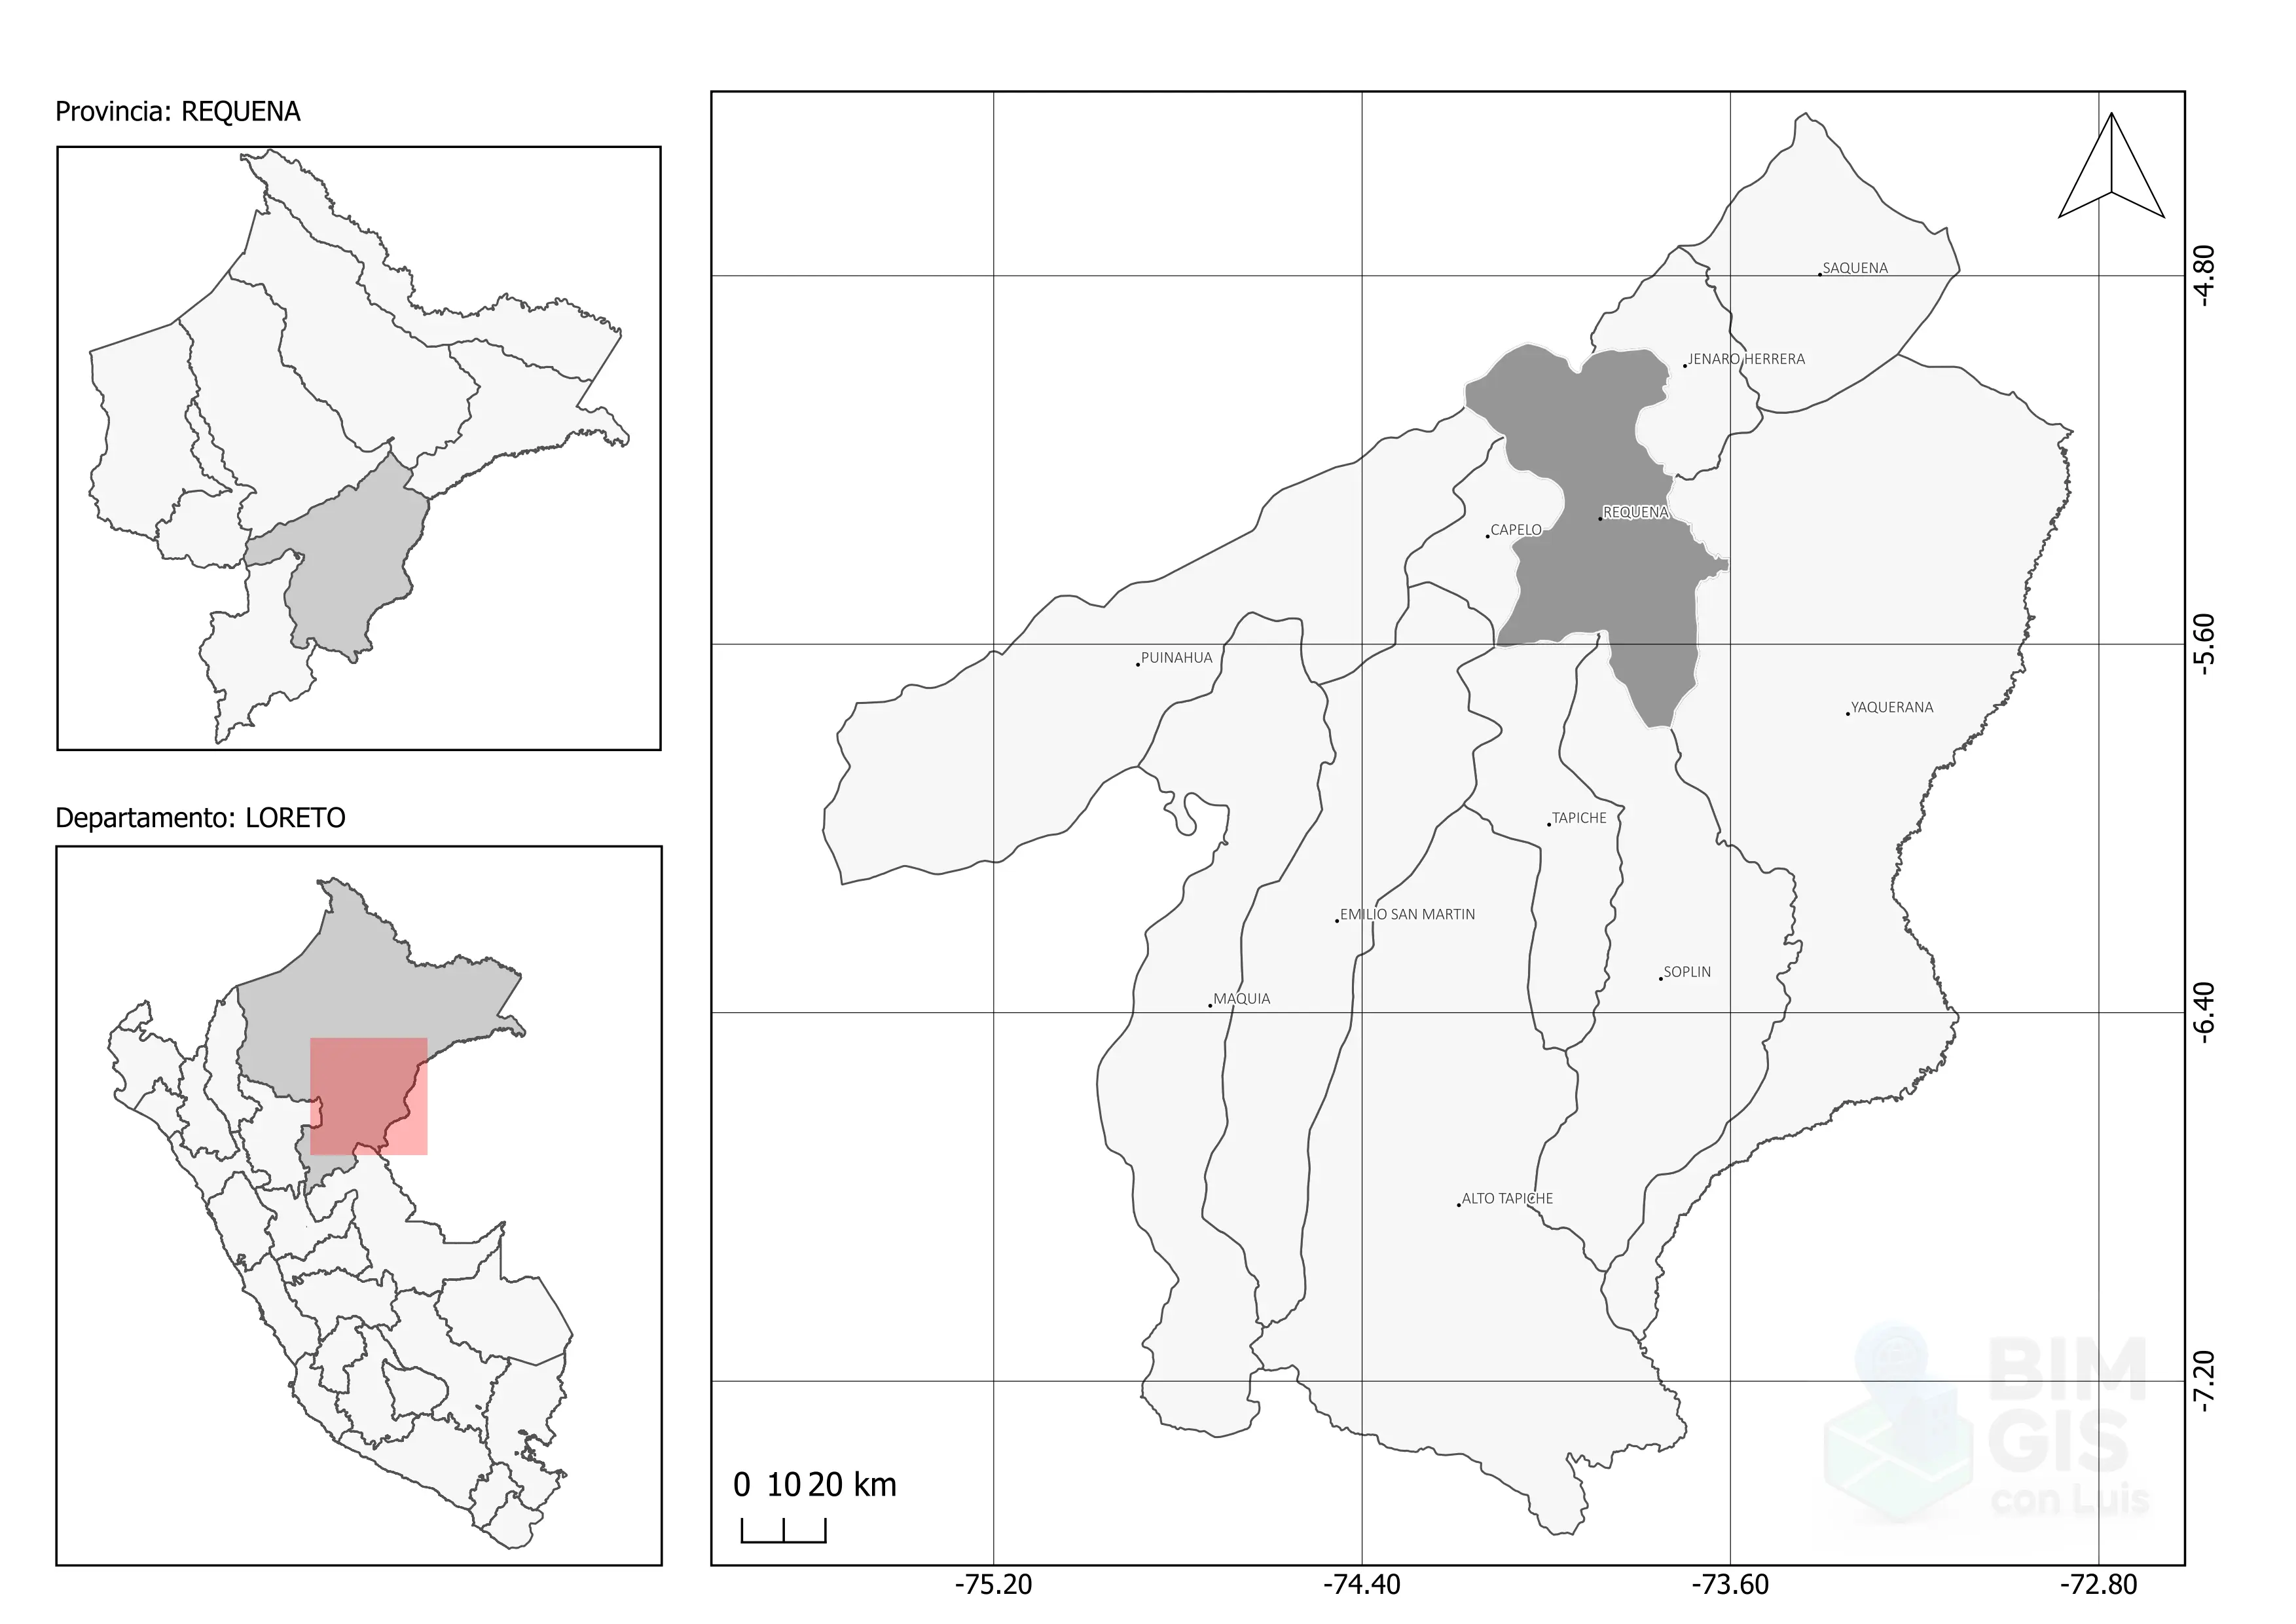 Provincia: REQUENA
Departamento: LORETO
SAQUENA
JENARO HERRERA
REQUENA
CAPELO
PUINAHUA
YAQUERANA
TAPICHE
EMILIO SAN MARTIN
SOPLIN
MAQUIA
ALTO TAPICHE
-4.80
-5.60
-6.40
-7.20
BIM
GIS
con Luis
0 10 20 km
-75.20 -74.40 -73.60 -72.80